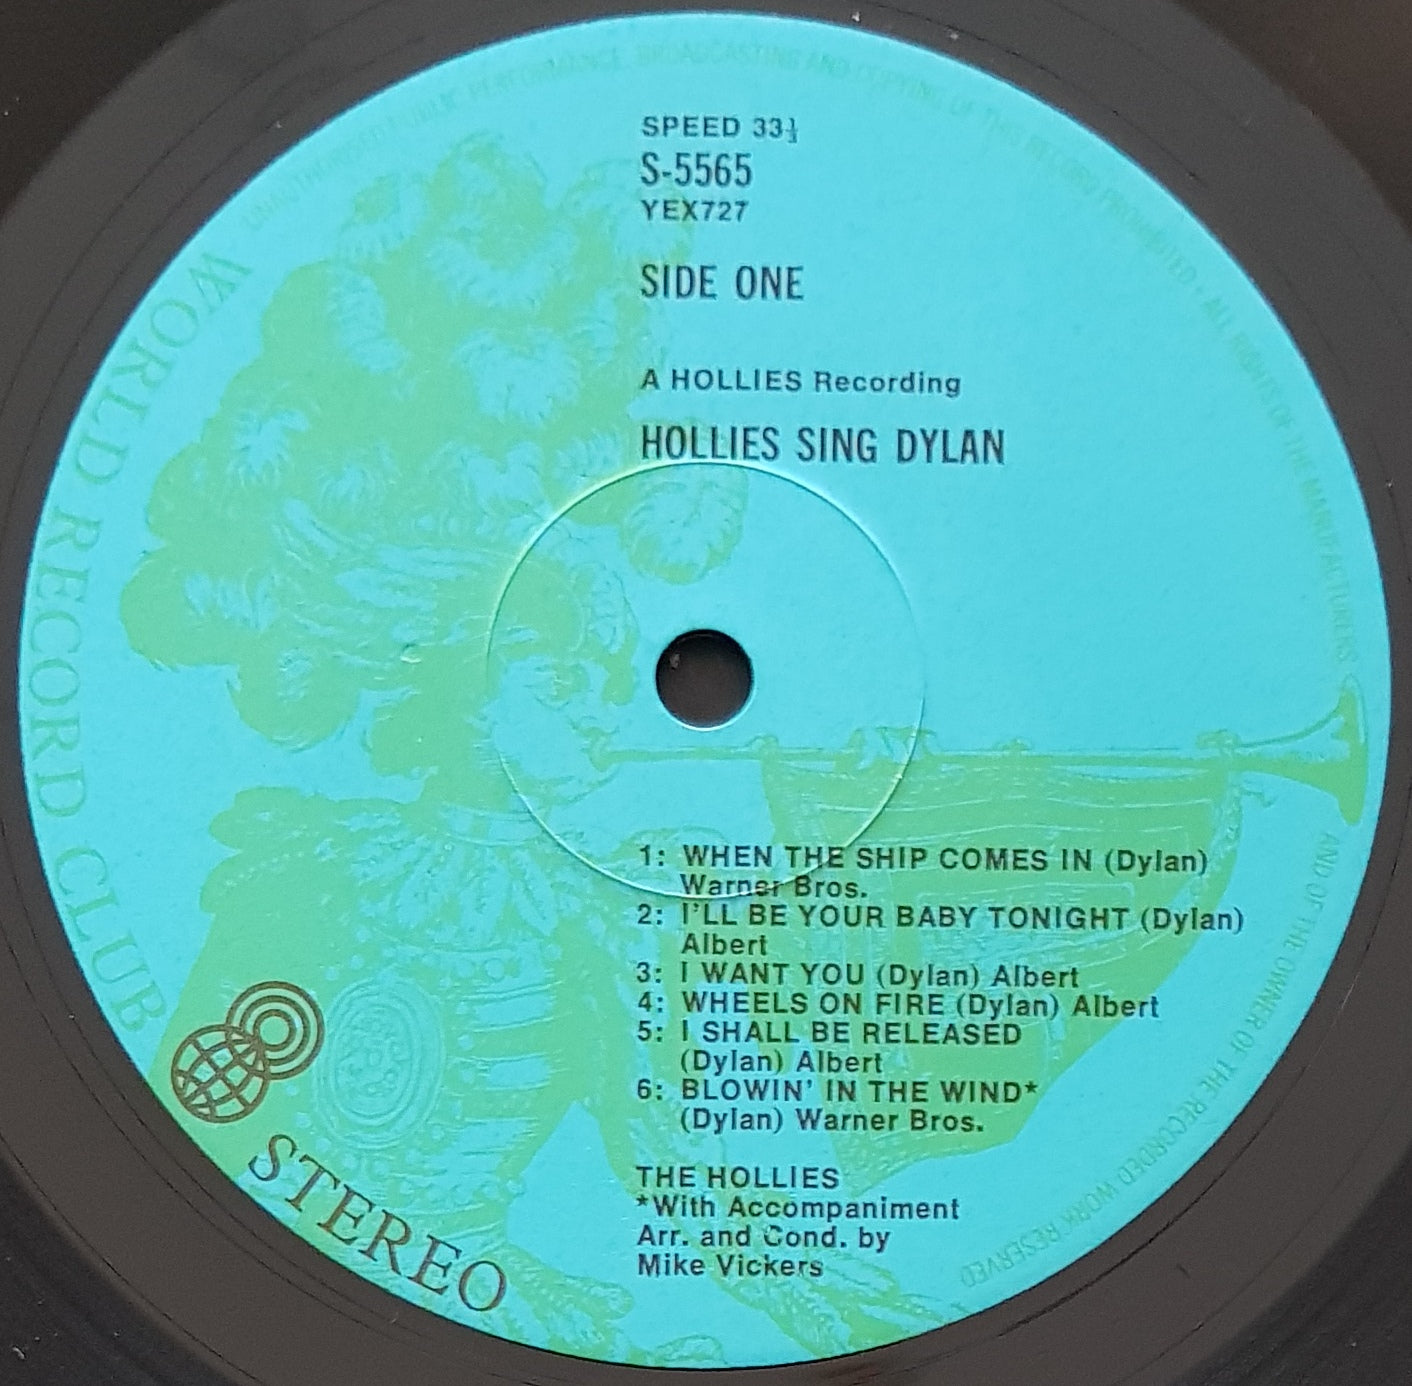 SPEED 33⅓
S-5565
YEX727
SIDE ONE
A HOLLIES Recording
HOLLIES SING DYLAN
1: WHEN THE SHIP COMES IN (Dylan)
Warner Bros.
2: I'LL BE YOUR BABY TONIGHT (Dylan)
Albert
3: I WANT YOU (Dylan) Albert
4: WHEELS ON FIRE (Dylan) Albert
5: I SHALL BE RELEASED
(Dylan) Albert
6: BLOWIN' IN THE WIND*
(Dylan) Warner Bros.
THE HOLLIES
*With Accompaniment
Arr. and Cond. by
Mike Vickers
WORLD RECORD CLUB
STEREO
UNAUTHORISED PUBLIC PERFORMANCE BROADCASTING AND COPYING OF THIS RECORD PROHIBITED • ALL RIGHTS OF THE MANUFACTURERS AND OF THE OWNER OF THE RECORDED WORK RESERVED